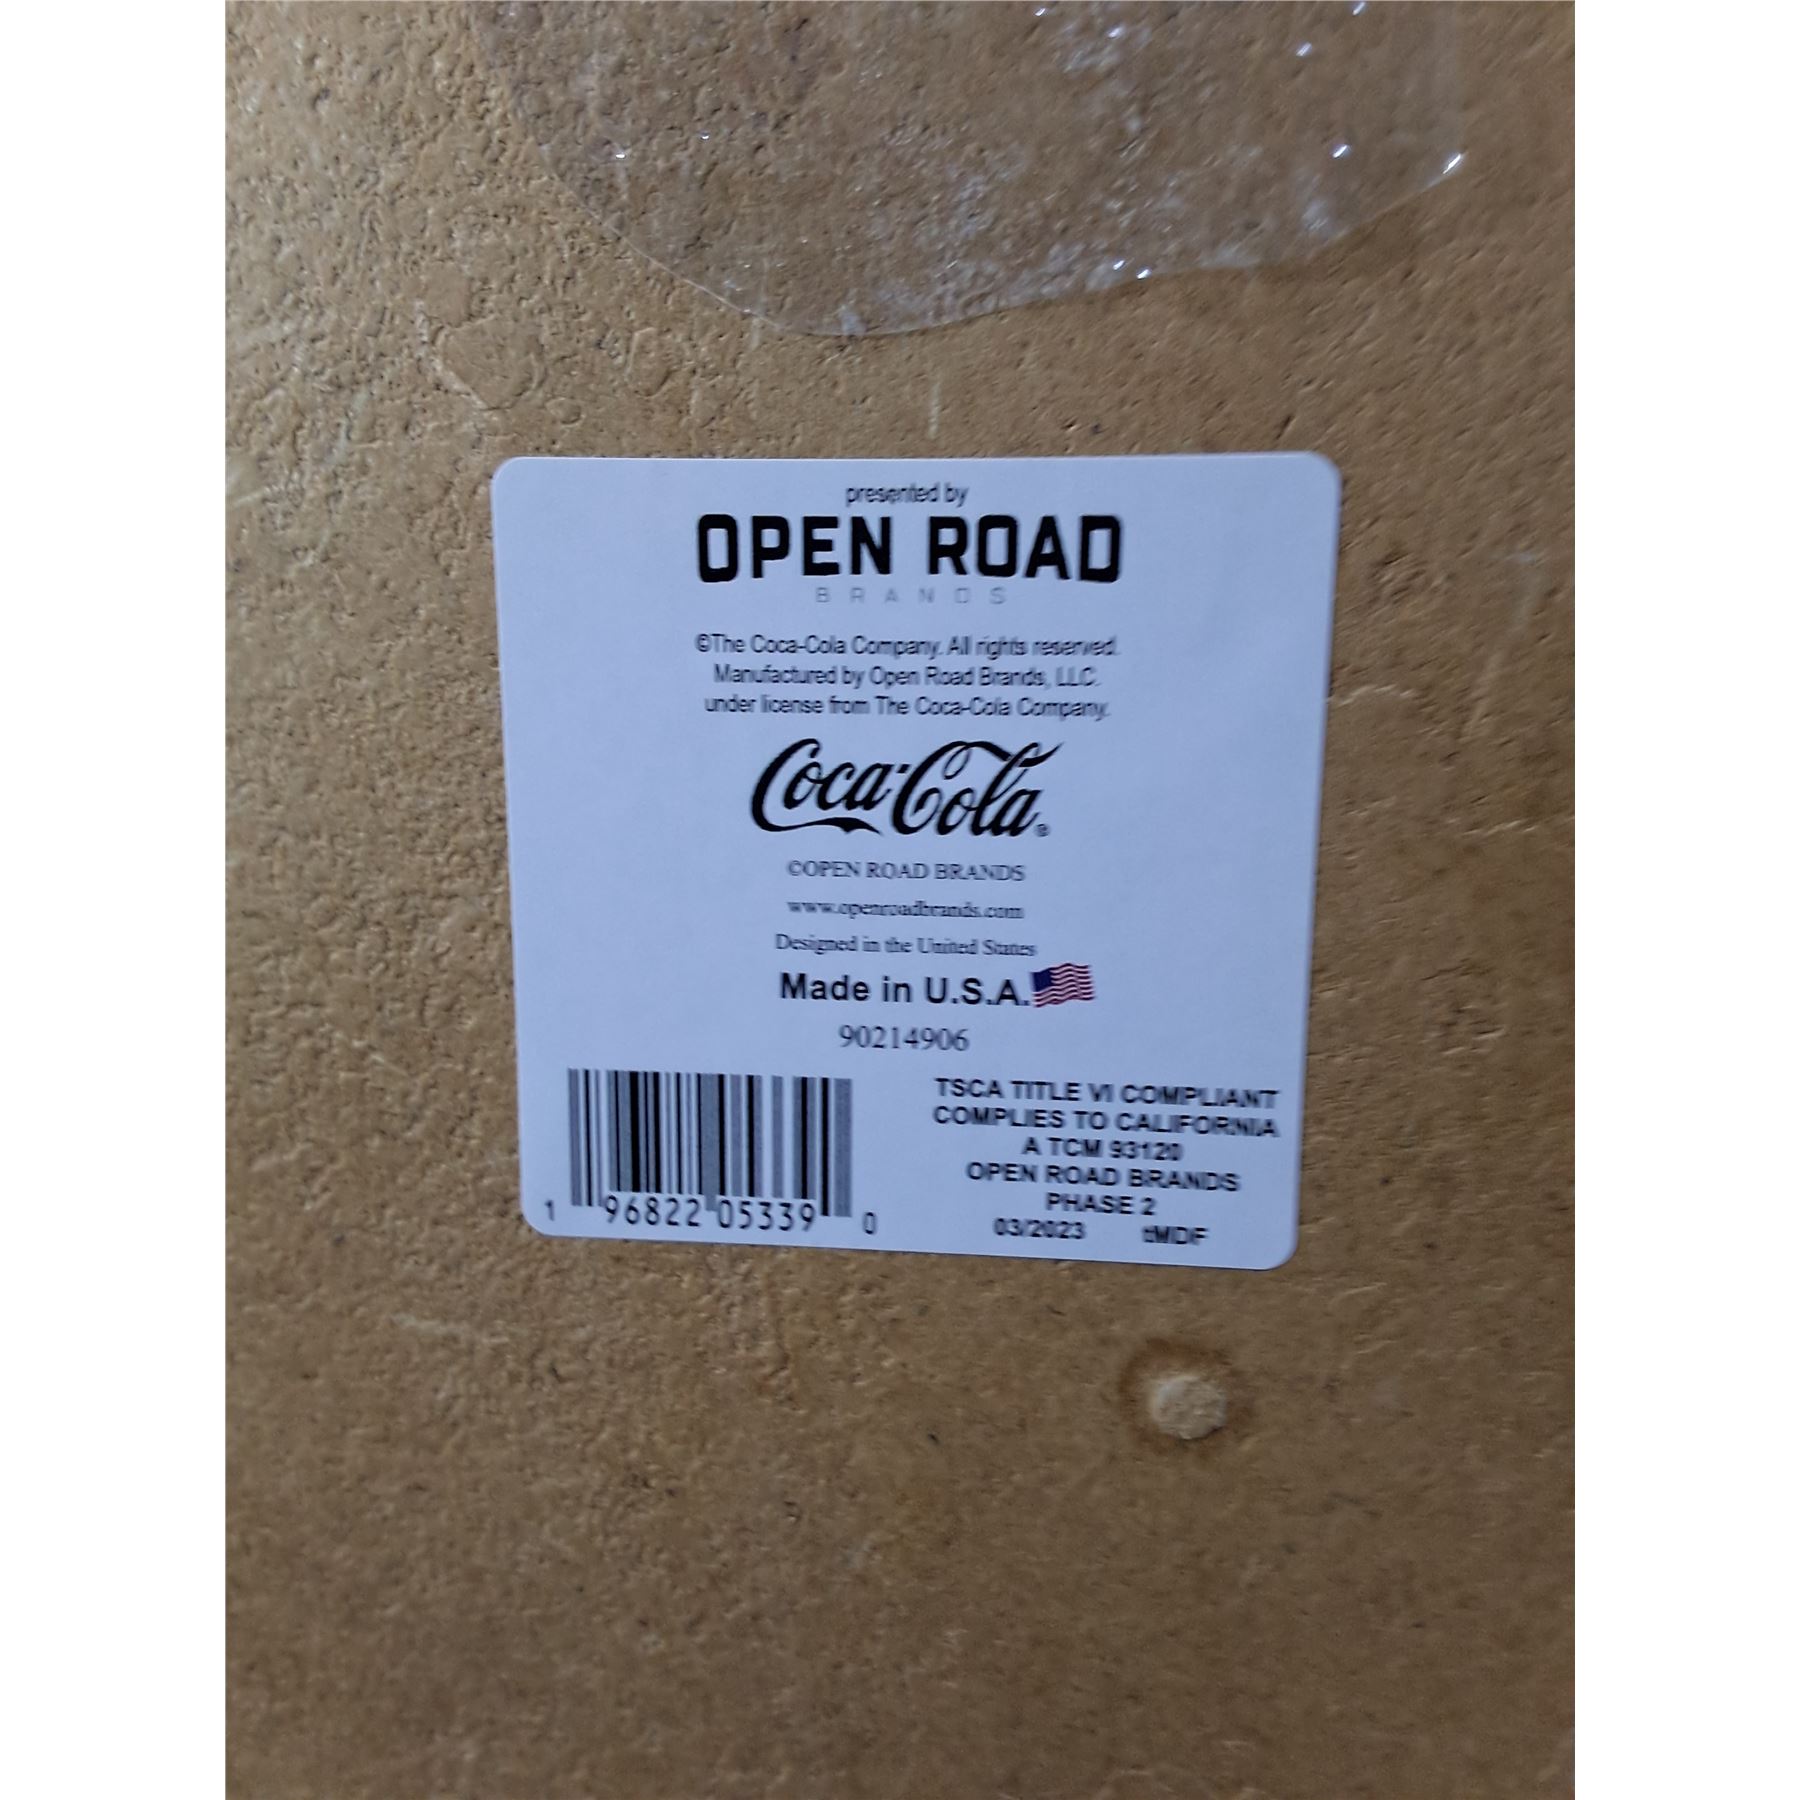 presented by
OPEN ROAD
BRANDS
©The Coca-Cola Company. All rights reserved.
Manufactured by Open Road Brands, LLC.
under license from The Coca-Cola Company.
Coca-Cola®
©OPEN ROAD BRANDS
www.openroadbrands.com
Designed in the United States
Made in U.S.A.
90214906
1 96822 05339 0
TSCA TITLE VI COMPLIANT
COMPLIES TO CALIFORNIA
A TCM 93120
OPEN ROAD BRANDS
PHASE 2
03/2023 tMDF